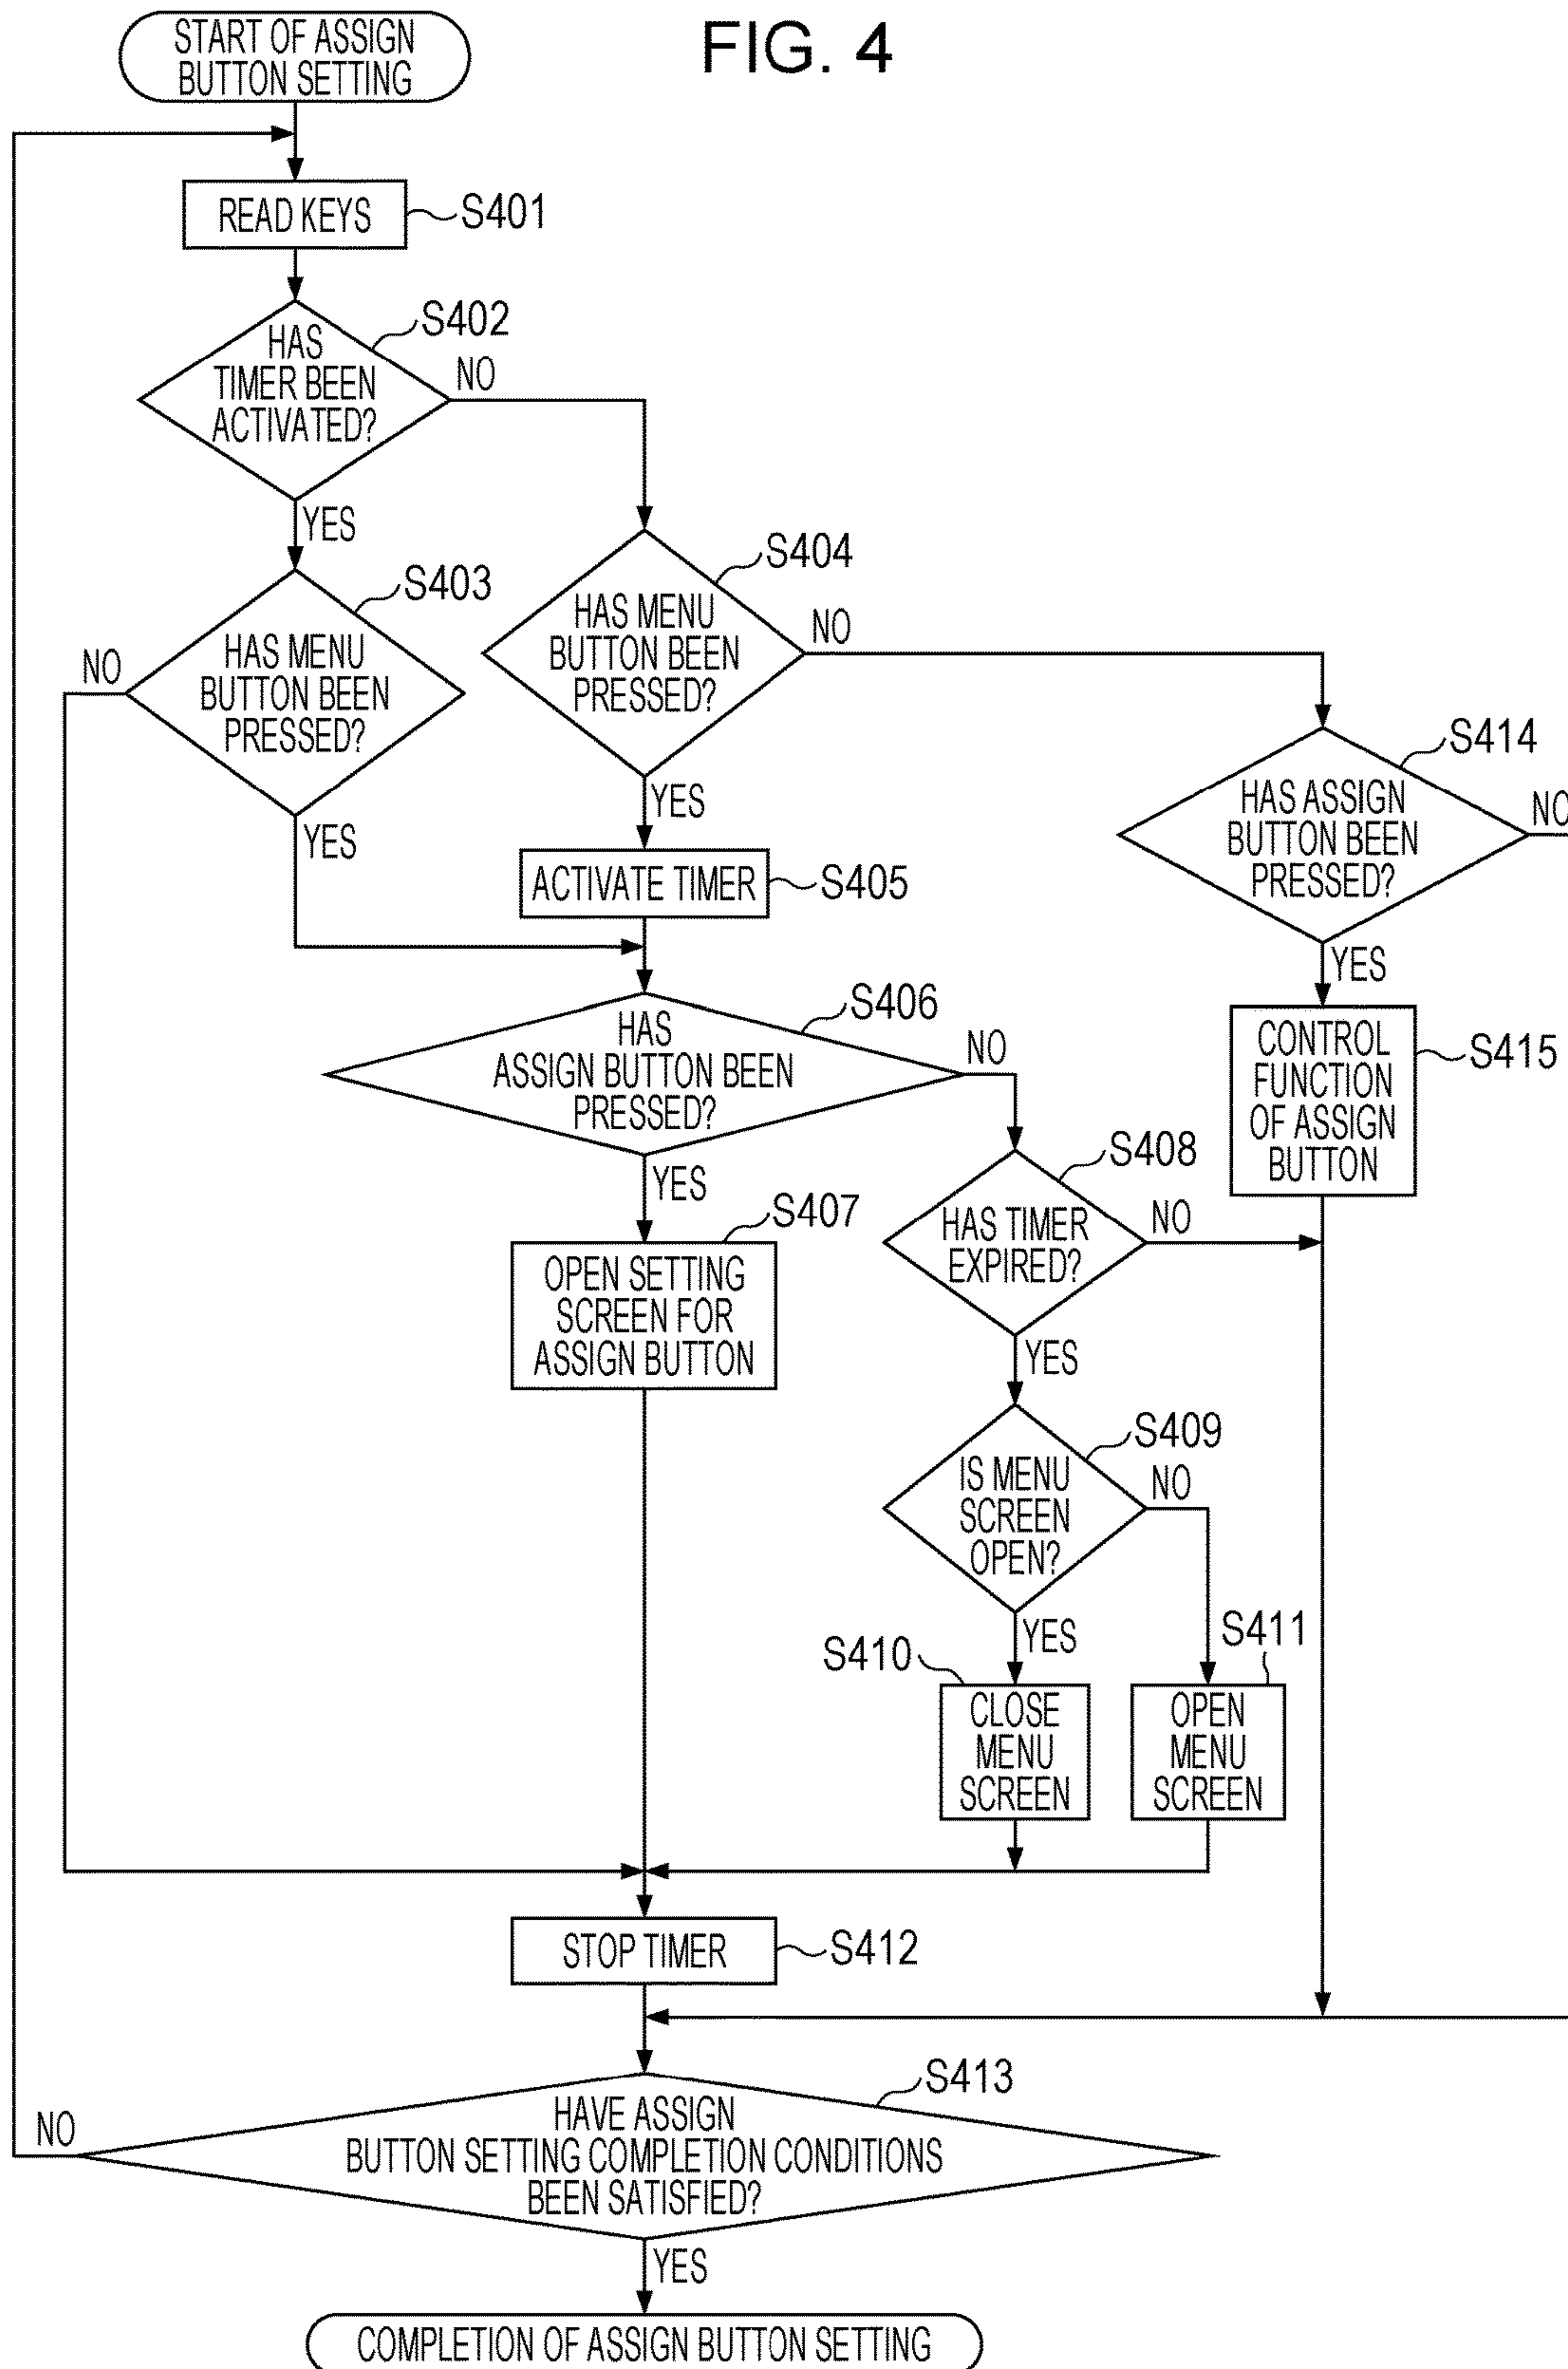 FIG. 4
START OF ASSIGN
BUTTON SETTING
READ KEYS
S401
S402
HAS
TIMER BEEN
ACTIVATED?
NO
YES
S403
HAS MENU
BUTTON BEEN
PRESSED?
NO
YES
S404
HAS MENU
BUTTON BEEN
PRESSED?
NO
YES
ACTIVATE TIMER
S405
S414
HAS ASSIGN
BUTTON BEEN
PRESSED?
NO
YES
CONTROL
FUNCTION
OF ASSIGN
BUTTON
S415
S406
HAS
ASSIGN BUTTON BEEN
PRESSED?
NO
YES
S407
OPEN SETTING
SCREEN FOR
ASSIGN BUTTON
S408
HAS TIMER
EXPIRED?
NO
YES
S409
IS MENU
SCREEN
OPEN?
NO
YES
S410
CLOSE
MENU
SCREEN
S411
OPEN
MENU
SCREEN
STOP TIMER
S412
S413
HAVE ASSIGN
BUTTON SETTING COMPLETION CONDITIONS
BEEN SATISFIED?
NO
YES
COMPLETION OF ASSIGN BUTTON SETTING